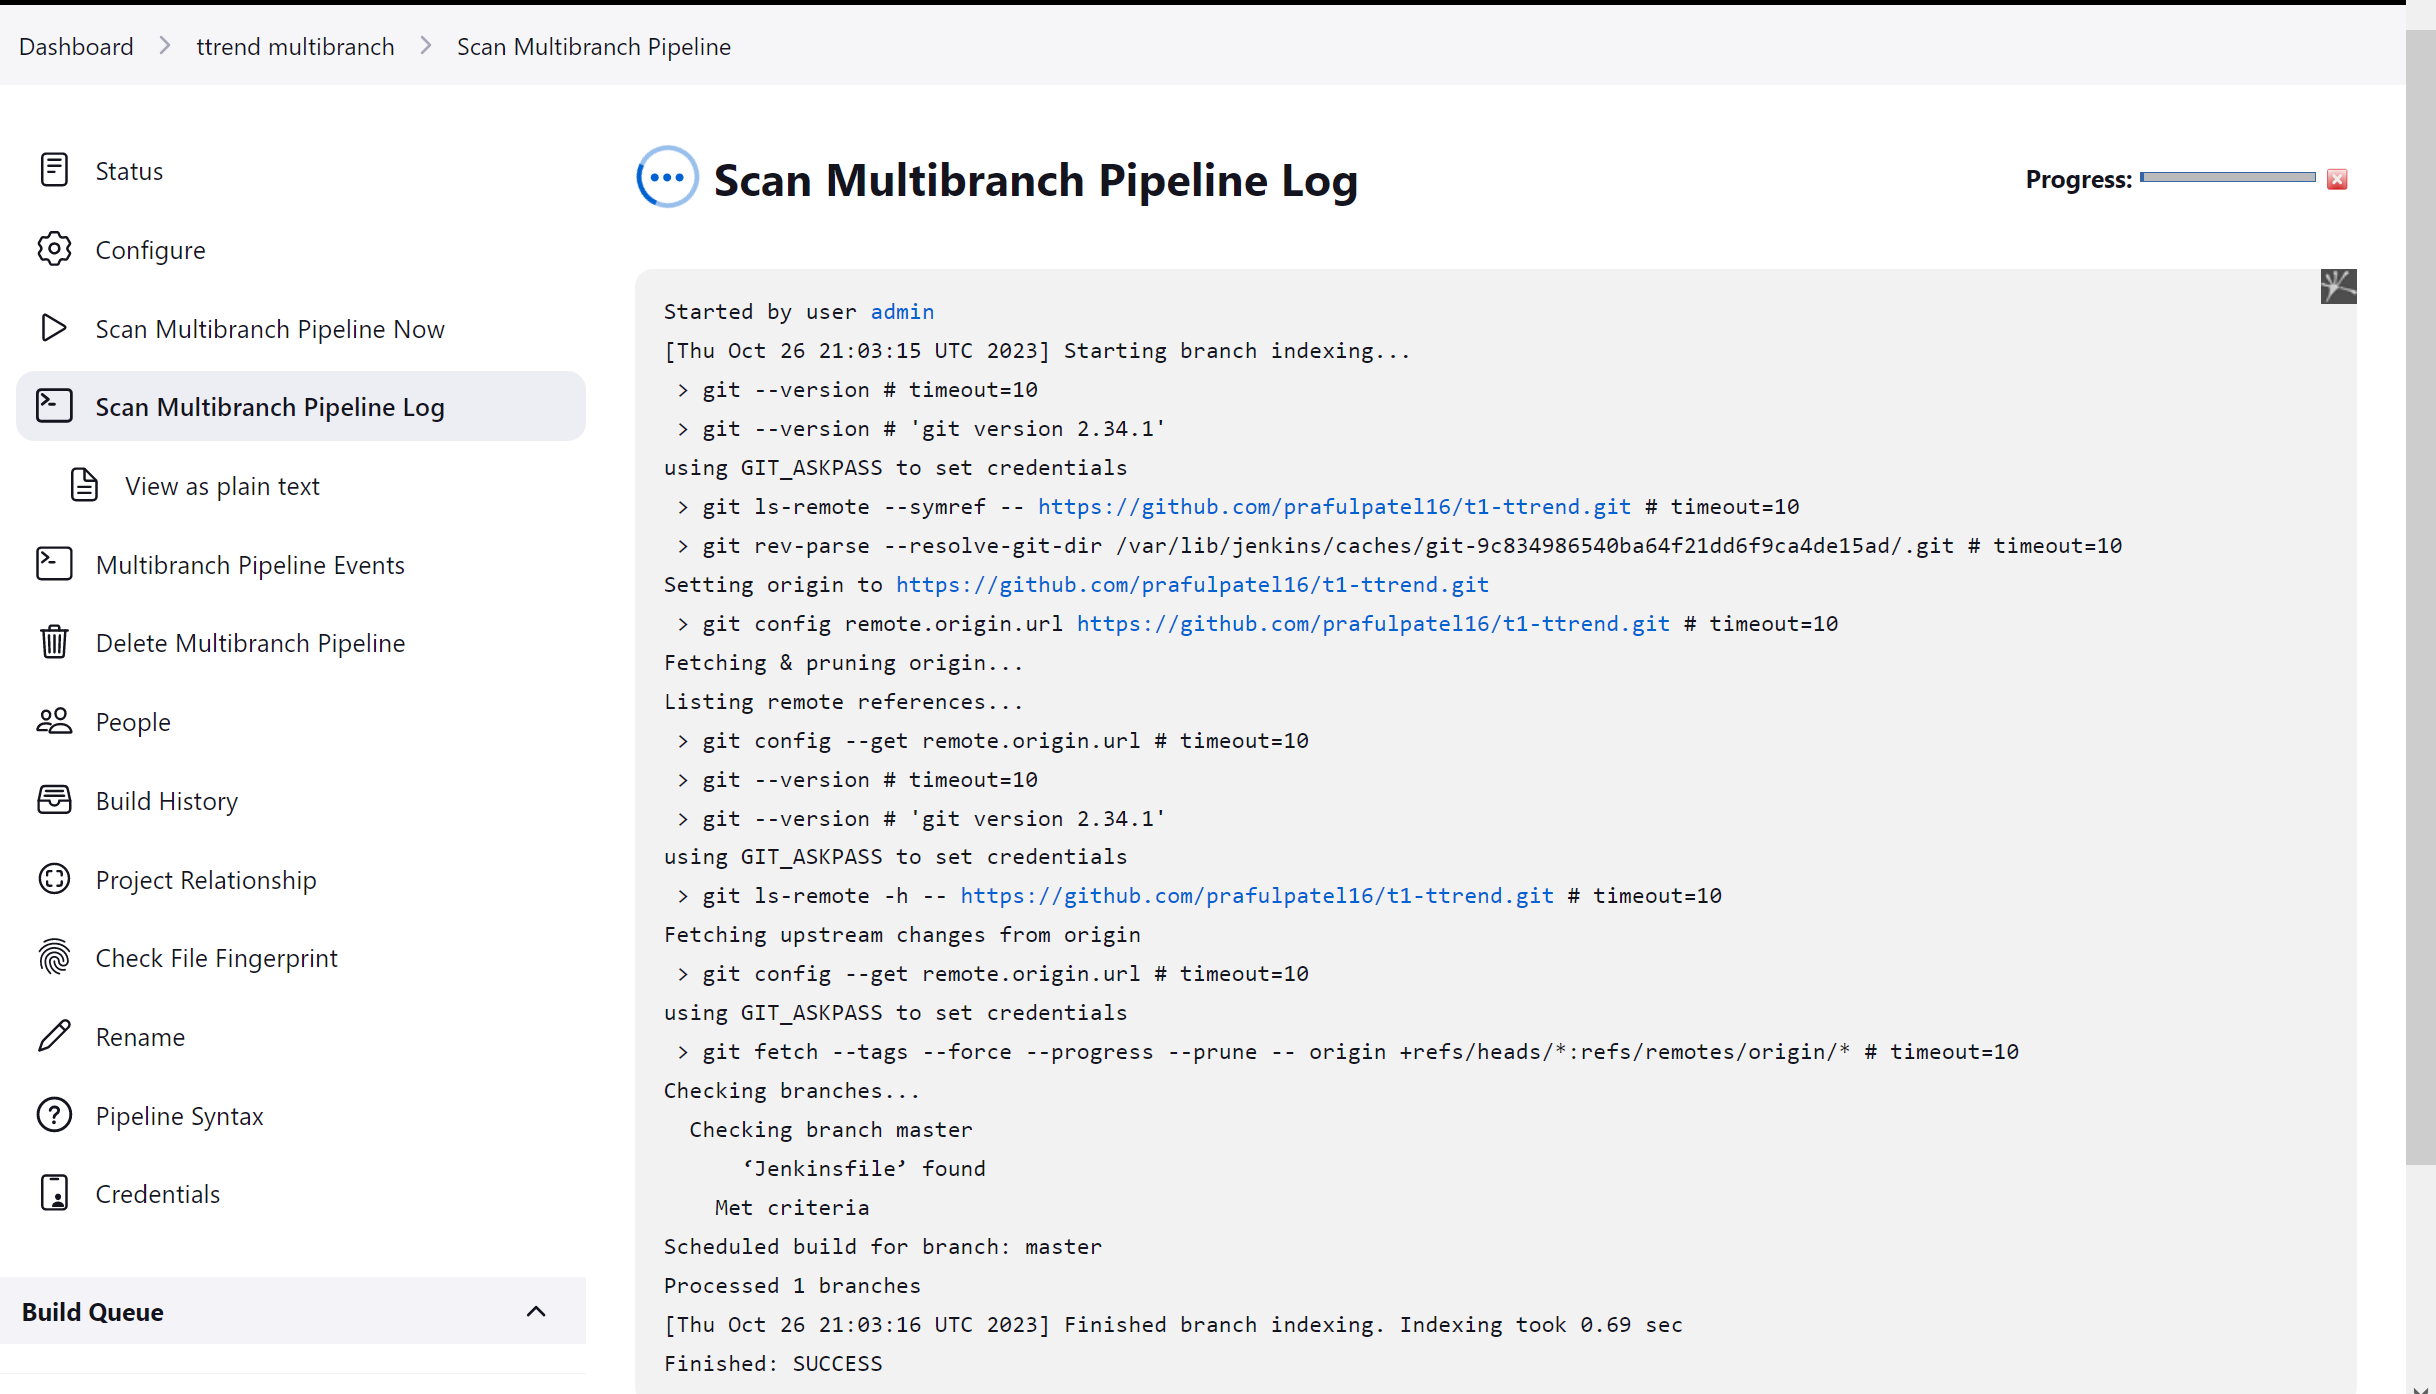 Dashboard > ttrend multibranch > Scan Multibranch Pipeline
Status
Configure
Scan Multibranch Pipeline Now
Scan Multibranch Pipeline Log
View as plain text
Multibranch Pipeline Events
Delete Multibranch Pipeline
People
Build History
Project Relationship
Check File Fingerprint
Rename
Pipeline Syntax
Credentials
Build Queue
Scan Multibranch Pipeline Log
Progress:
Started by user admin
[Thu Oct 26 21:03:15 UTC 2023] Starting branch indexing...
 > git --version # timeout=10
 > git --version # 'git version 2.34.1'
using GIT_ASKPASS to set credentials
 > git ls-remote --symref -- https://github.com/prafulpatel16/t1-ttrend.git # timeout=10
 > git rev-parse --resolve-git-dir /var/lib/jenkins/caches/git-9c834986540ba64f21dd6f9ca4de15ad/.git # timeout=10
Setting origin to https://github.com/prafulpatel16/t1-ttrend.git
 > git config remote.origin.url https://github.com/prafulpatel16/t1-ttrend.git # timeout=10
Fetching & pruning origin...
Listing remote references...
 > git config --get remote.origin.url # timeout=10
 > git --version # timeout=10
 > git --version # 'git version 2.34.1'
using GIT_ASKPASS to set credentials
 > git ls-remote -h -- https://github.com/prafulpatel16/t1-ttrend.git # timeout=10
Fetching upstream changes from origin
 > git config --get remote.origin.url # timeout=10
using GIT_ASKPASS to set credentials
 > git fetch --tags --force --progress --prune -- origin +refs/heads/*:refs/remotes/origin/* # timeout=10
Checking branches...
  Checking branch master
      ‘Jenkinsfile’ found
    Met criteria
Scheduled build for branch: master
Processed 1 branches
[Thu Oct 26 21:03:16 UTC 2023] Finished branch indexing. Indexing took 0.69 sec
Finished: SUCCESS